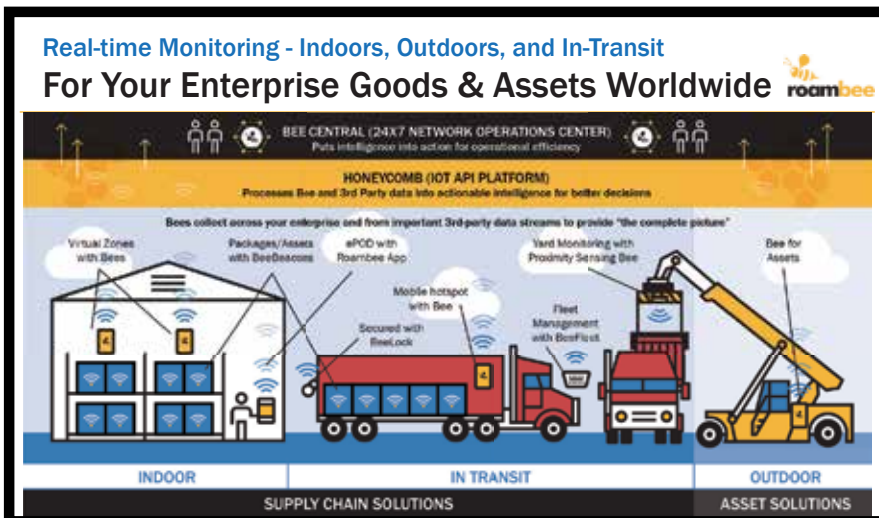 Real-time Monitoring - Indoors, Outdoors, and In-Transit
For Your Enterprise Goods & Assets Worldwide
roambee
BEE CENTRAL (24X7 NETWORK OPERATIONS CENTER)
Puts intelligence into action for operational efficiency
HONEYCOMB (IOT API PLATFORM)
Processes Bee and 3rd Party data into actionable intelligence for better decisions
Bees collect across your enterprise and from important 3rd-party data streams to provide "the complete picture"
Virtual Zones
with Bees
Packages/Assets
with BeeBeacons
ePOD with
Roambee App
Mobile hotspot
with Bee
Secured with
BeeLock
Yard Monitoring with
Proximity Sensing Bee
Fleet
Management
with BeeFleet
Bee for
Assets
INDOOR
IN TRANSIT
OUTDOOR
SUPPLY CHAIN SOLUTIONS
ASSET SOLUTIONS